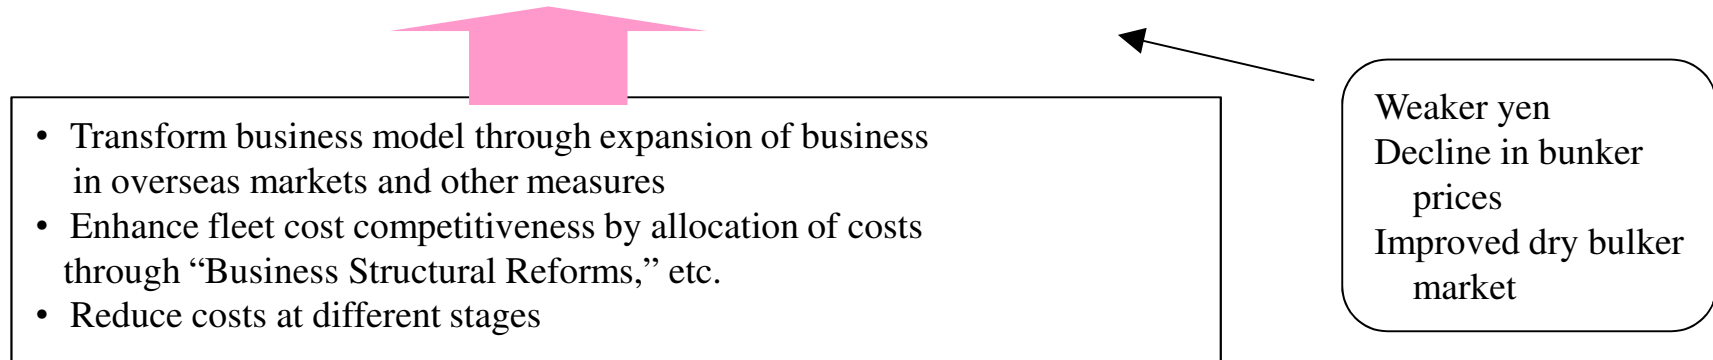 • Transform business model through expansion of business
in overseas markets and other measures
• Enhance fleet cost competitiveness by allocation of costs
through “Business Structural Reforms,” etc.
• Reduce costs at different stages
Weaker yen
Decline in bunker
prices
Improved dry bulker
market